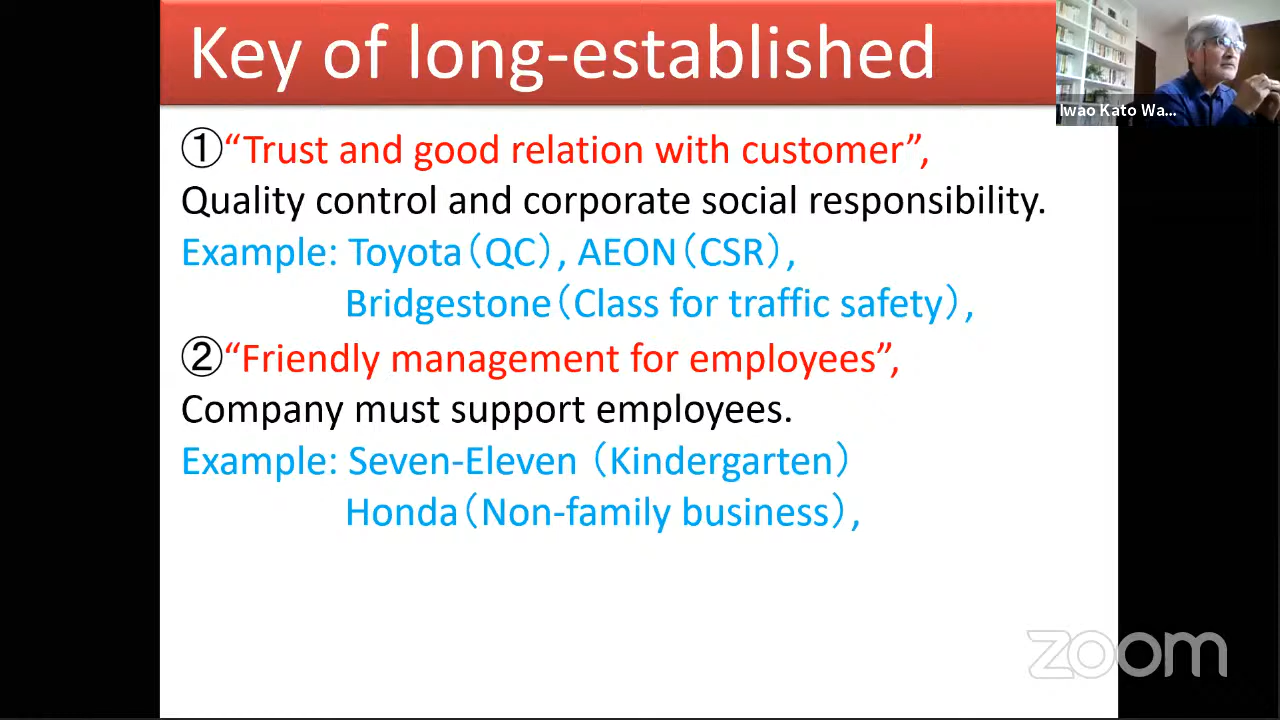 Key of long-established
Iwao Kato Wa...
①“Trust and good relation with customer”,
Quality control and corporate social responsibility.
Example: Toyota（QC）, AEON（CSR）,
Bridgestone（Class for traffic safety）,
②“Friendly management for employees”,
Company must support employees.
Example: Seven-Eleven （Kindergarten）
Honda（Non-family business）,
zoom